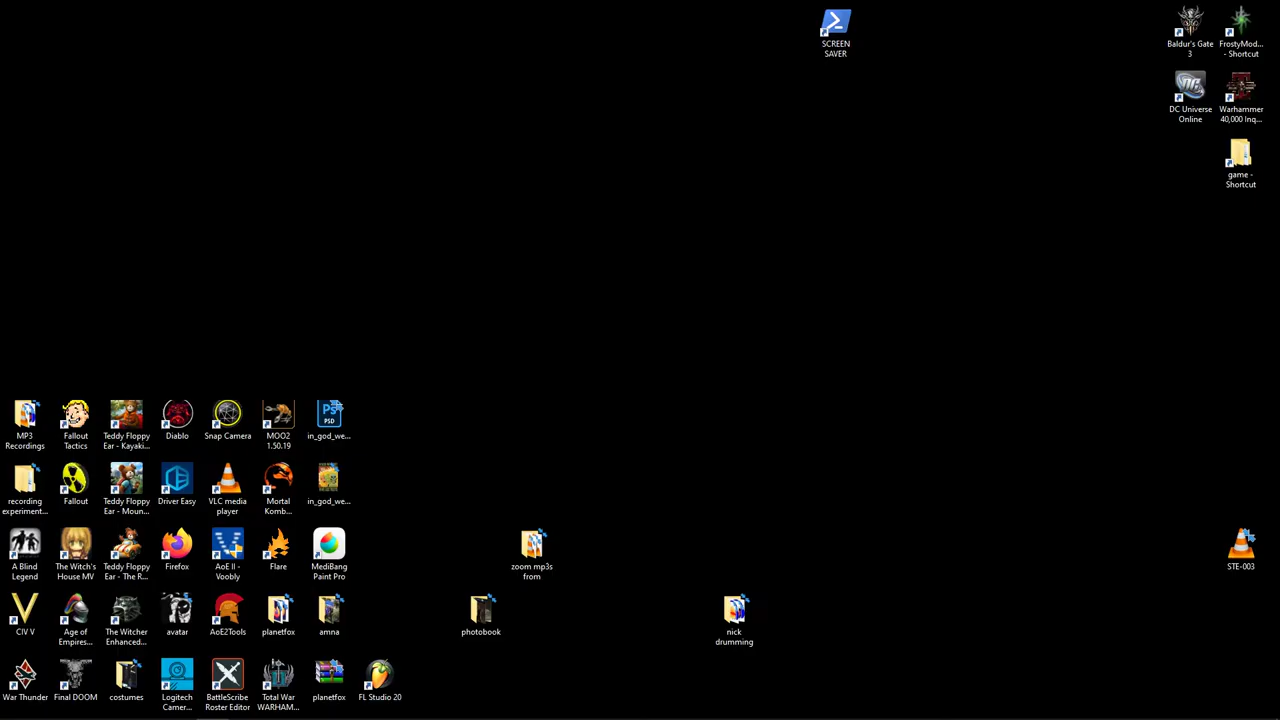 SCREEN
SAVER
Baldur's Gate
3
FrostyMod...
- Shortcut
DC Universe
Online
Warhammer
40,000 Inq...
game -
Shortcut
MP3
Recordings
Fallout
Tactics
Teddy Floppy
Ear - Kayaki...
Diablo
Snap Camera
MOO2
1.50.19
PSD
in_god_we...
recording
experiment...
Fallout
Teddy Floppy
Ear - Moun...
Driver Easy
VLC media
player
Mortal
Komb...
in_god_we...
A Blind
Legend
The Witch's
House MV
Teddy Floppy
Ear - The R...
Firefox
AoE II -
Voobly
Flare
MediBang
Paint Pro
zoom mp3s
from
STE-003
CIV V
Age of
Empires...
The Witcher
Enhanced...
avatar
AoE2Tools
planetfox
amna
photobook
nick
drumming
War Thunder
Final DOOM
costumes
Logitech
Camer...
BattleScribe
Roster Editor
Total War
WARHAM...
planetfox
FL Studio 20